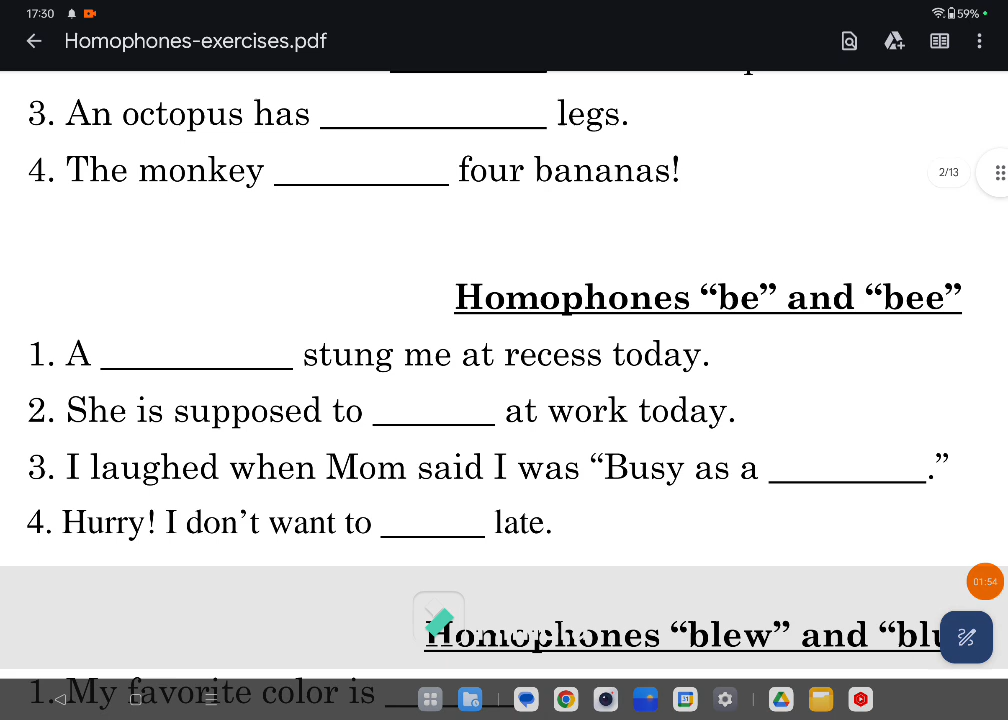 17:30 59%
Homophones-exercises.pdf
3. An octopus has ____________ legs.
4. The monkey _________ four bananas!
2/13
Homophones “be” and “bee”
1. A __________ stung me at recess today.
2. She is supposed to ______ at work today.
3. I laughed when Mom said I was “Busy as a ________.”
4. Hurry! I don’t want to _____ late.
01:54
Homophones “blew” and
1. My favorite color is _______